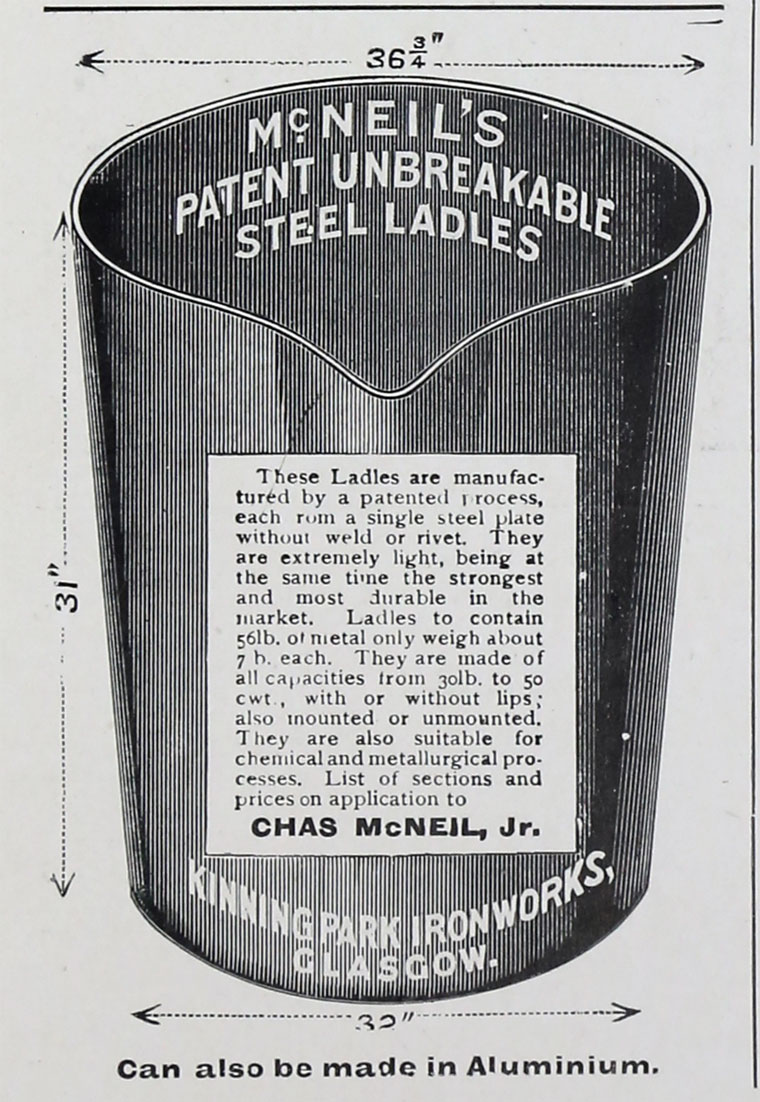 36 3/4"
McNEIL'S
PATENT UNBREAKABLE
STEEL LADLES
31"
These Ladles are manufac-
tured by a patented process,
each rom a single steel plate
without weld or rivet. They
are extremely light, being at
the same time the strongest
and most durable in the
market. Ladles to contain
56lb. of metal only weigh about
7 b. each. They are made of
all capacities from 30lb. to 50
cwt., with or without lips;
also mounted or unmounted.
They are also suitable for
chemical and metallurgical pro-
cesses. List of sections and
prices on application to
CHAS McNEIL, Jr.
KINNING PARK IRONWORKS,
GLASGOW.
32"
Can also be made in Aluminium.